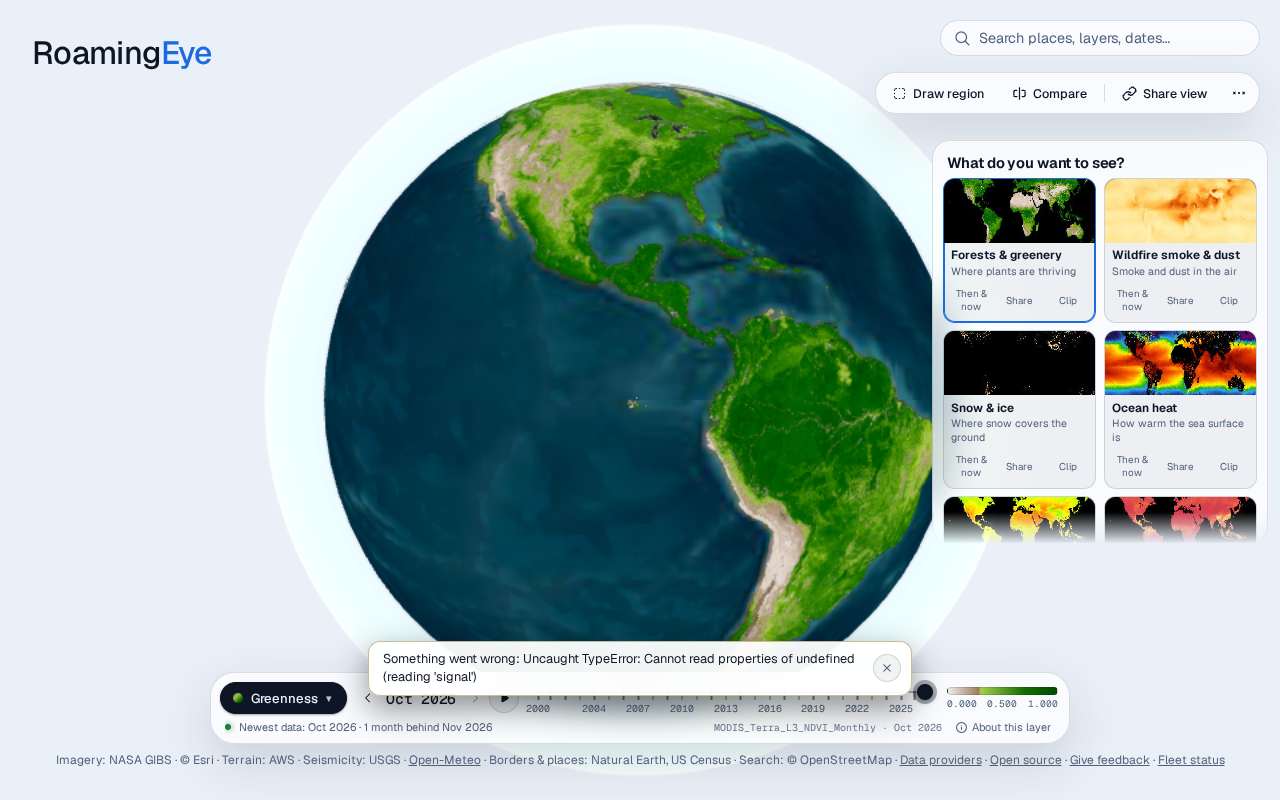 RoamingEye
Search places, layers, dates...
Draw region
Compare
Share view
What do you want to see?
Forests & greenery
Where plants are thriving
Then & now
Share
Clip
Wildfire smoke & dust
Smoke and dust in the air
Then & now
Share
Clip
Snow & ice
Where snow covers the
ground
Then & now
Share
Clip
Ocean heat
How warm the sea surface
is
Then & now
Share
Clip
Something went wrong: Uncaught TypeError: Cannot read properties of undefined
(reading 'signal')
Greenness
Oct 2026
2000 2004 2007 2010 2013 2016 2019 2022 2025
0.000 0.500 1.000
Newest data: Oct 2026 · 1 month behind Nov 2026
MODIS_Terra_L3_NDVI_Monthly · Oct 2026
About this layer
Imagery: NASA GIBS · © Esri · Terrain: AWS · Seismicity: USGS · Open-Meteo · Borders & places: Natural Earth, US Census · Search: © OpenStreetMap · Data providers · Open source · Give feedback · Fleet status